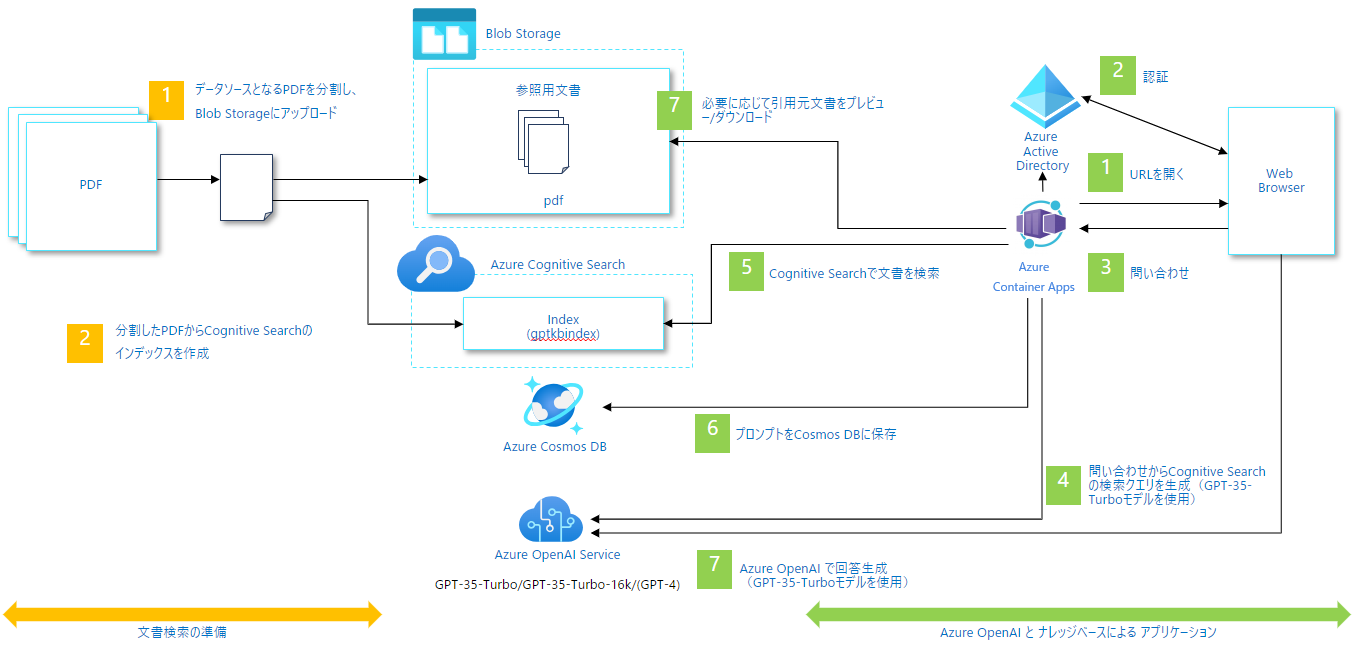 Blob Storage
1
データソースとなるPDFを分割し、
Blob Storageにアップロード
PDF
参照用文書
pdf
7
必要に応じて引用元文書をプレビュ
ー/ダウンロード
Azure
Active
Directory
2
認証
1
URLを開く
Web
Browser
Azure
Container Apps
3
問い合わせ
Azure Cognitive Search
5
Cognitive Searchで文書を検索
Index
(gptkbindex)
2
分割したPDFからCognitive Searchの
インデックスを作成
Azure Cosmos DB
6
プロンプトをCosmos DBに保存
4
問い合わせからCognitive Search
の検索クエリを生成（GPT-35-
Turboモデルを使用）
Azure OpenAI Service
GPT-35-Turbo/GPT-35-Turbo-16k/(GPT-4)
7
Azure OpenAI で回答生成
（GPT-35-Turboモデルを使用）
文書検索の準備
Azure OpenAI と ナレッジベースによる アプリケーション